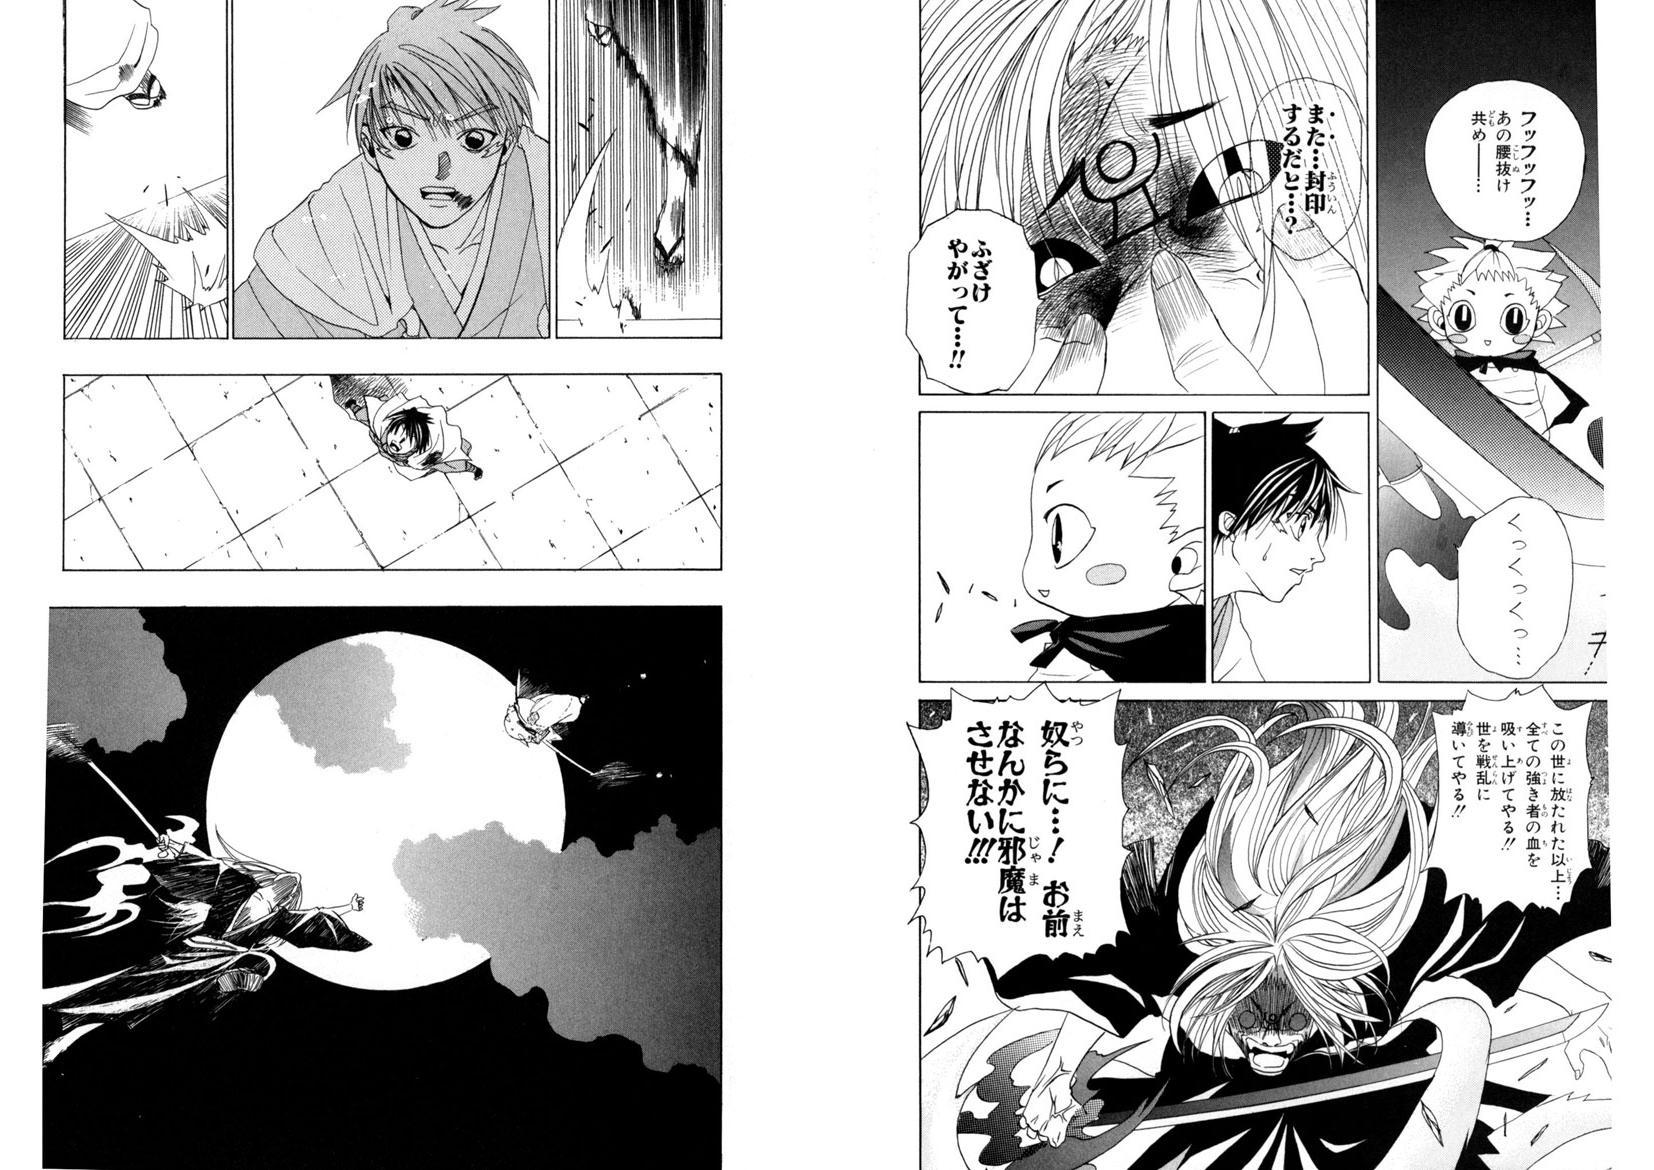 フッフッフッ…
あの腰抜け
共め――…
くっくっくっ…
また…封印
するだと…?
ふざけ
やがって…!!
この世に放たれた以上…
全ての強き者の血を
吸い上げてやる!!
世を戦乱に
導いてやる!!
奴らに…! お前
なんかに邪魔は
させない!!!